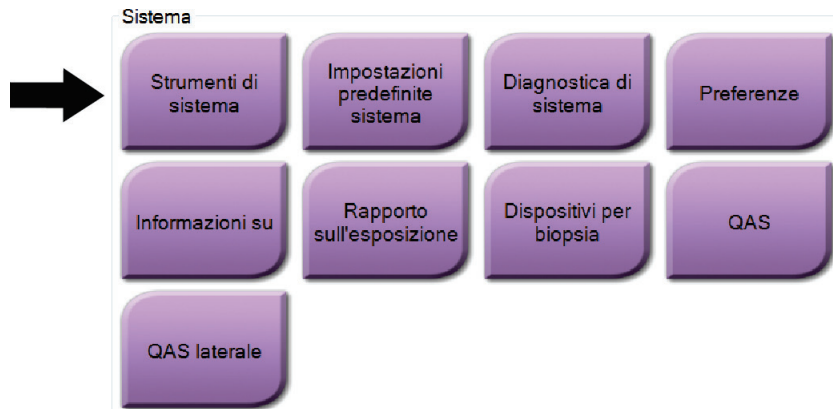 Sistema
Strumenti di
sistema
Impostazioni
predefinite
sistema
Diagnostica di
sistema
Preferenze
Informazioni su
Rapporto
sull'esposizione
Dispositivi per
biopsia
QAS
QAS laterale